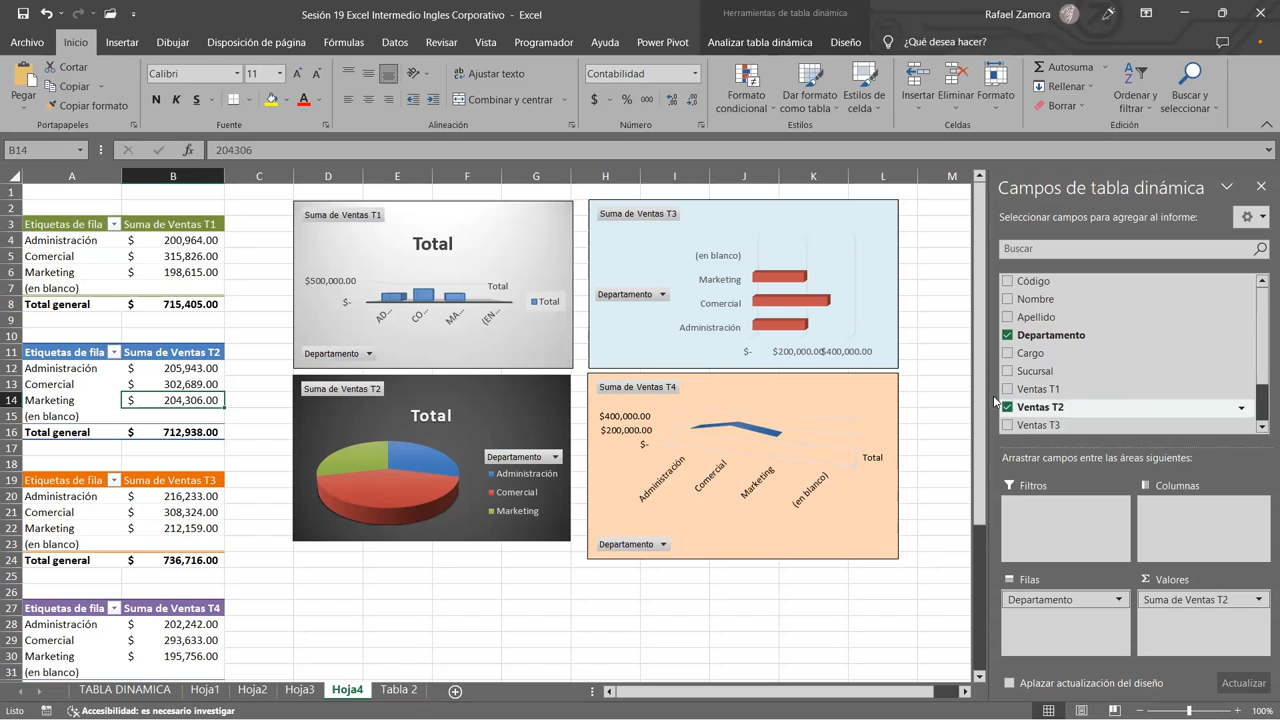 Sesión 19 Excel Intermedio Ingles Corporativo - Excel
Herramientas de tabla dinámica
Rafael Zamora
Archivo Inicio Insertar Dibujar Disposición de página Fórmulas Datos Revisar Vista Programador Ayuda Power Pivot Analizar tabla dinámica Diseño ¿Qué desea hacer?
Pegar
Cortar
Copiar
Copiar formato
Portapapeles
Calibri 11
N K S
Fuente
Ajustar texto
Combinar y centrar
Alineación
Contabilidad
$ % 000
Número
Formato condicional
Dar formato como tabla
Estilos de celda
Estilos
Insertar Eliminar Formato
Celdas
Autosuma
Rellenar
Borrar
Ordenar y filtrar
Buscar y seleccionar
Edición
B14 fx 204306
A B C D E F G H I J K L M
1
2
3 Etiquetas de fila Suma de Ventas T1
4 Administración $ 200,964.00
5 Comercial $ 315,826.00
6 Marketing $ 198,615.00
7 (en blanco)
8 Total general $ 715,405.00
9
10
11 Etiquetas de fila Suma de Ventas T2
12 Administración $ 205,943.00
13 Comercial $ 302,689.00
14 Marketing $ 204,306.00
15 (en blanco)
16 Total general $ 712,938.00
17
18
19 Etiquetas de fila Suma de Ventas T3
20 Administración $ 216,233.00
21 Comercial $ 308,324.00
22 Marketing $ 212,159.00
23 (en blanco)
24 Total general $ 736,716.00
25
26
27 Etiquetas de fila Suma de Ventas T4
28 Administración $ 202,242.00
29 Comercial $ 293,633.00
30 Marketing $ 195,756.00
31 (en blanco)
Suma de Ventas T1
Total
$500,000.00
$-
Total
Total
AD...
CO...
MA...
(EN...
Departamento
Suma de Ventas T3
(en blanco)
Marketing
Departamento
Comercial
Administración
$- $200,000.00 $400,000.00
Suma de Ventas T2
Total
Departamento
Administración
Comercial
Marketing
Suma de Ventas T4
$400,000.00
$200,000.00
$-
Total
Administración
Comercial
Marketing
(en blanco)
Departamento
Campos de tabla dinámica
Seleccionar campos para agregar al informe:
Buscar
Código
Nombre
Apellido
Departamento
Cargo
Sucursal
Ventas T1
Ventas T2
Ventas T3
Arrastrar campos entre las áreas siguientes:
Filtros
Columnas
Filas
Σ Valores
Departamento
Suma de Ventas T2
Aplazar actualización del diseño
Actualizar
TABLA DINAMICA Hoja1 Hoja2 Hoja3 Hoja4 Tabla 2
Listo Accesibilidad: es necesario investigar 100%